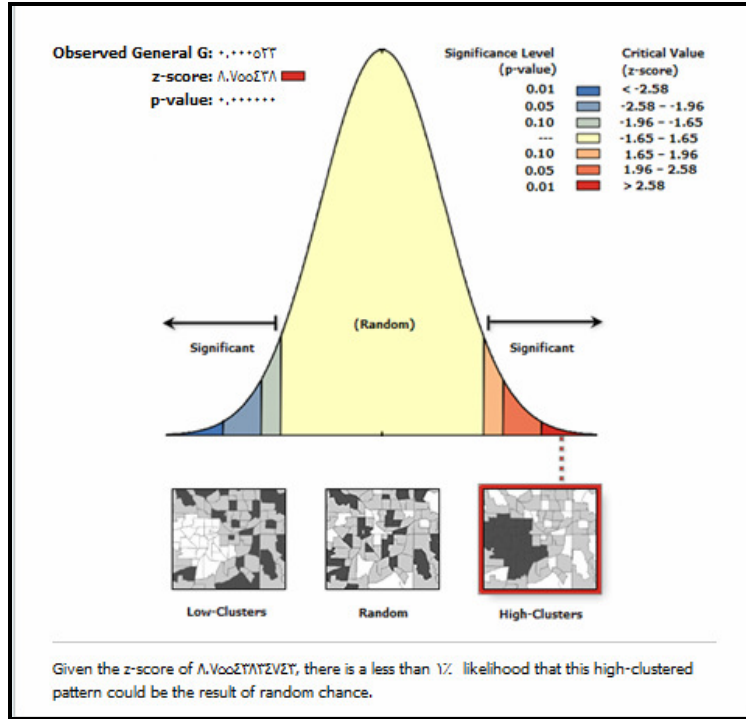 Observed General G: ٠.٠٠٠٥٢٣
z-score: ٨.٧٥٥٤٣٨
p-value: ٠.٠٠٠٠٠٠
Significance Level Critical Value
(p-value) (z-score)
0.01 < -2.58
0.05 -2.58 – -1.96
0.10 -1.96 – -1.65
--- -1.65 – 1.65
0.10 1.65 – 1.96
0.05 1.96 – 2.58
0.01 > 2.58
(Random)
Significant Significant
Low-Clusters Random High-Clusters
Given the z-score of ٨.٧٥٥٤٣٨٣٤٧٤٣, there is a less than ١٪ likelihood that this high-clustered
pattern could be the result of random chance.